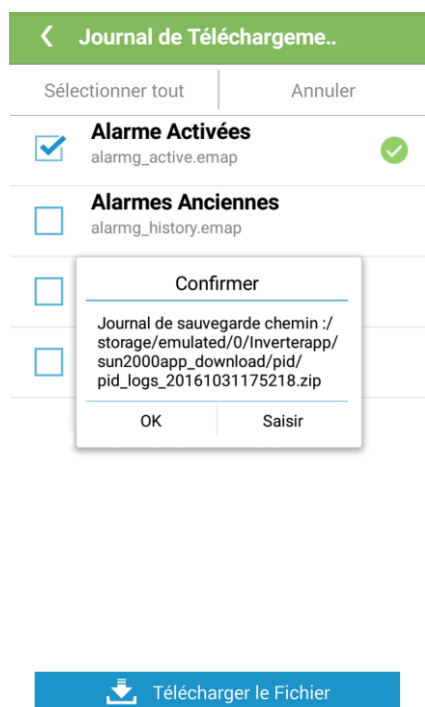 Journal de Téléchargeme..
Sélectionner tout
Annuler
Alarme Activées
alarmg_active.emap
Alarmes Anciennes
alarmg_history.emap
Confirmer
Journal de sauvegarde chemin :/
storage/emulated/0/Inverterapp/
sun2000app_download/pid/
pid_logs_20161031175218.zip
OK
Saisir
Télécharger le Fichier